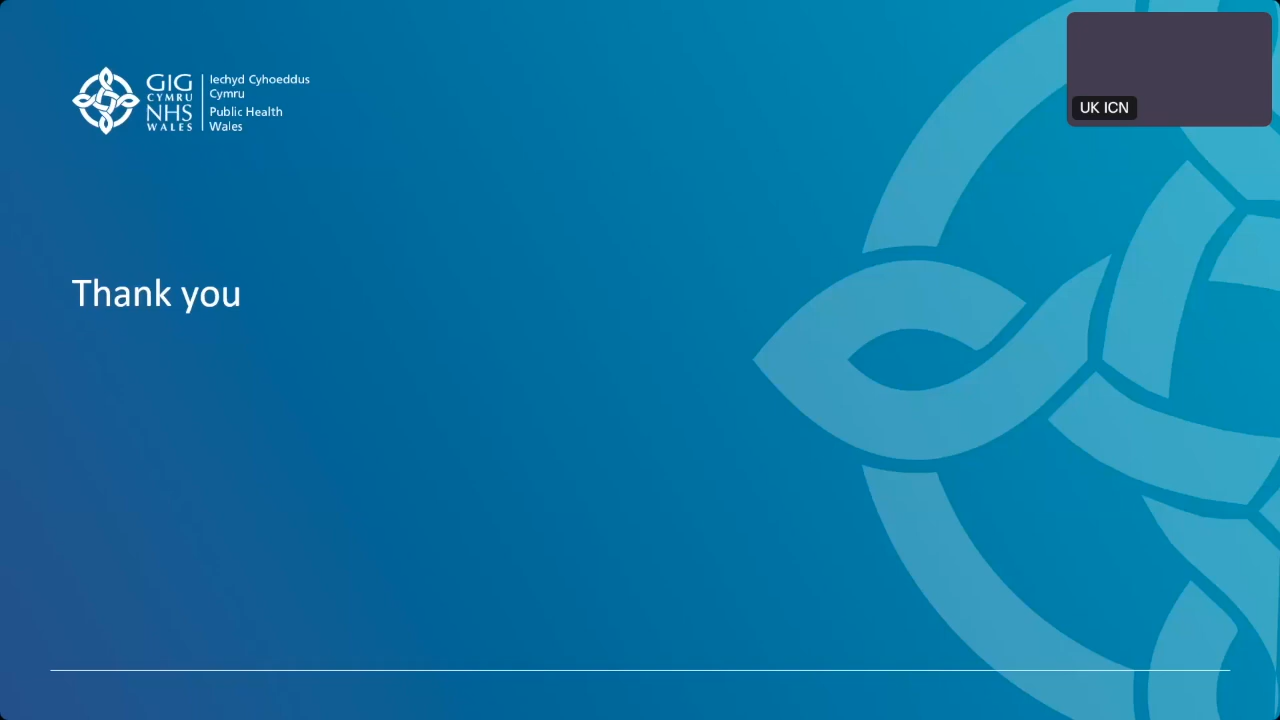 GIG
CYMRU
NHS
WALES
Iechyd Cyhoeddus
Cymru
Public Health
Wales
UK ICN
Thank you